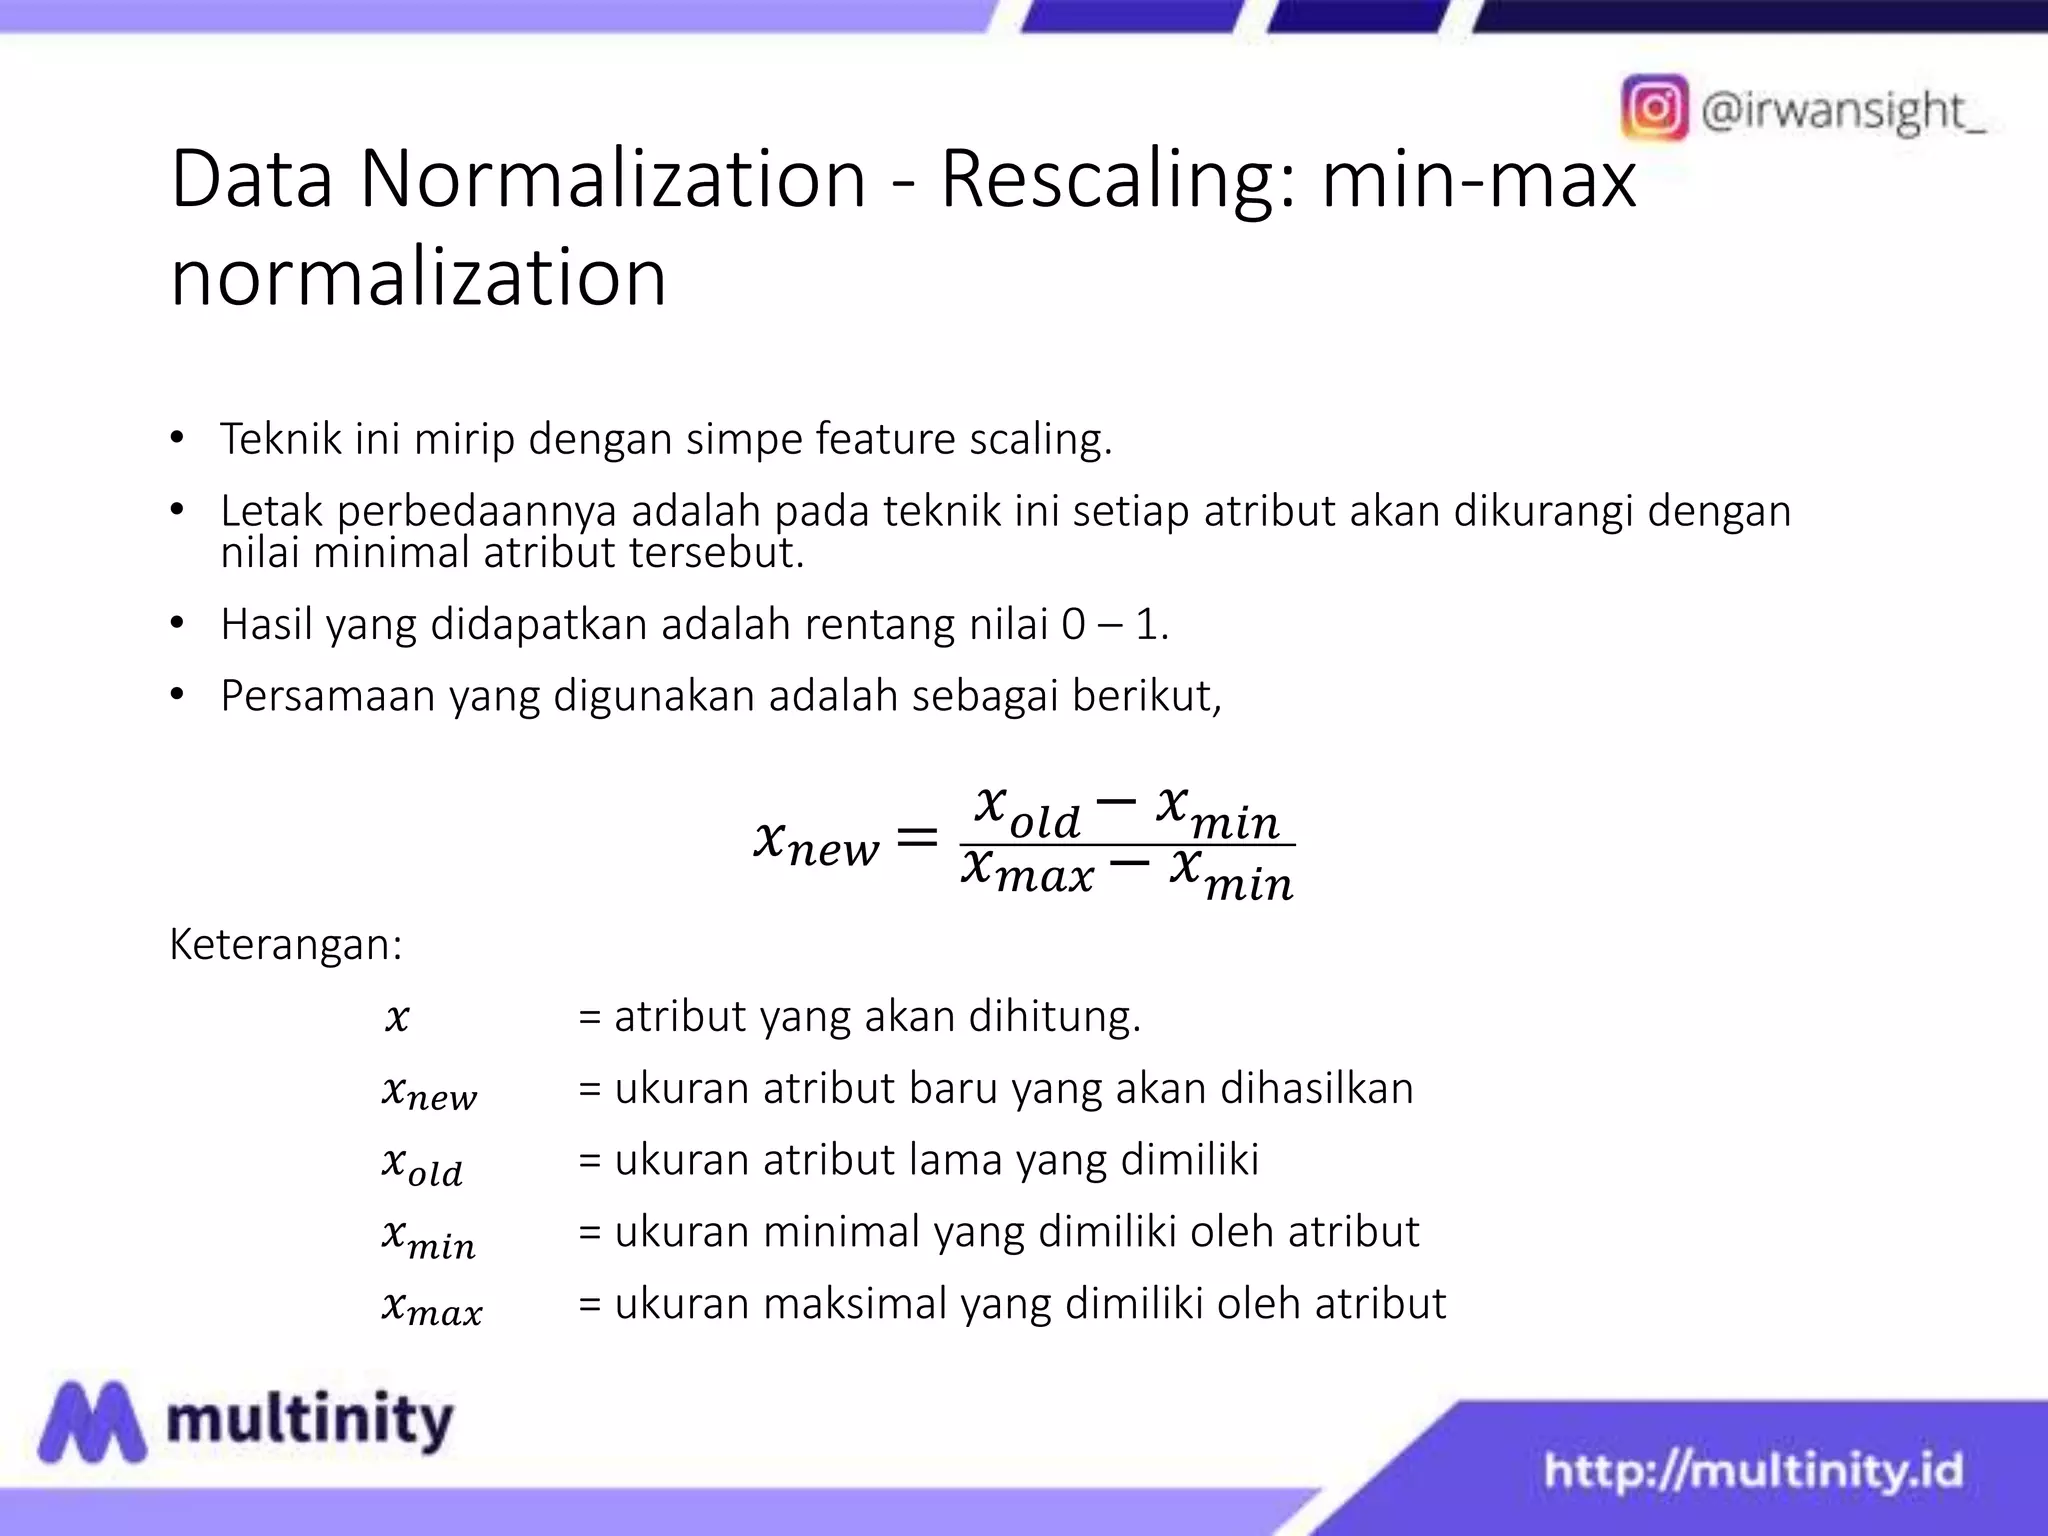 @irwansight_
Data Normalization - Rescaling: min-max
normalization
• Teknik ini mirip dengan simpe feature scaling.
• Letak perbedaannya adalah pada teknik ini setiap atribut akan dikurangi dengan
nilai minimal atribut tersebut.
• Hasil yang didapatkan adalah rentang nilai 0 – 1.
• Persamaan yang digunakan adalah sebagai berikut,
x_new = (x_old − x_min) / (x_max − x_min)
Keterangan:
x = atribut yang akan dihitung.
x_new = ukuran atribut baru yang akan dihasilkan
x_old = ukuran atribut lama yang dimiliki
x_min = ukuran minimal yang dimiliki oleh atribut
x_max = ukuran maksimal yang dimiliki oleh atribut
multinity
http://multinity.id